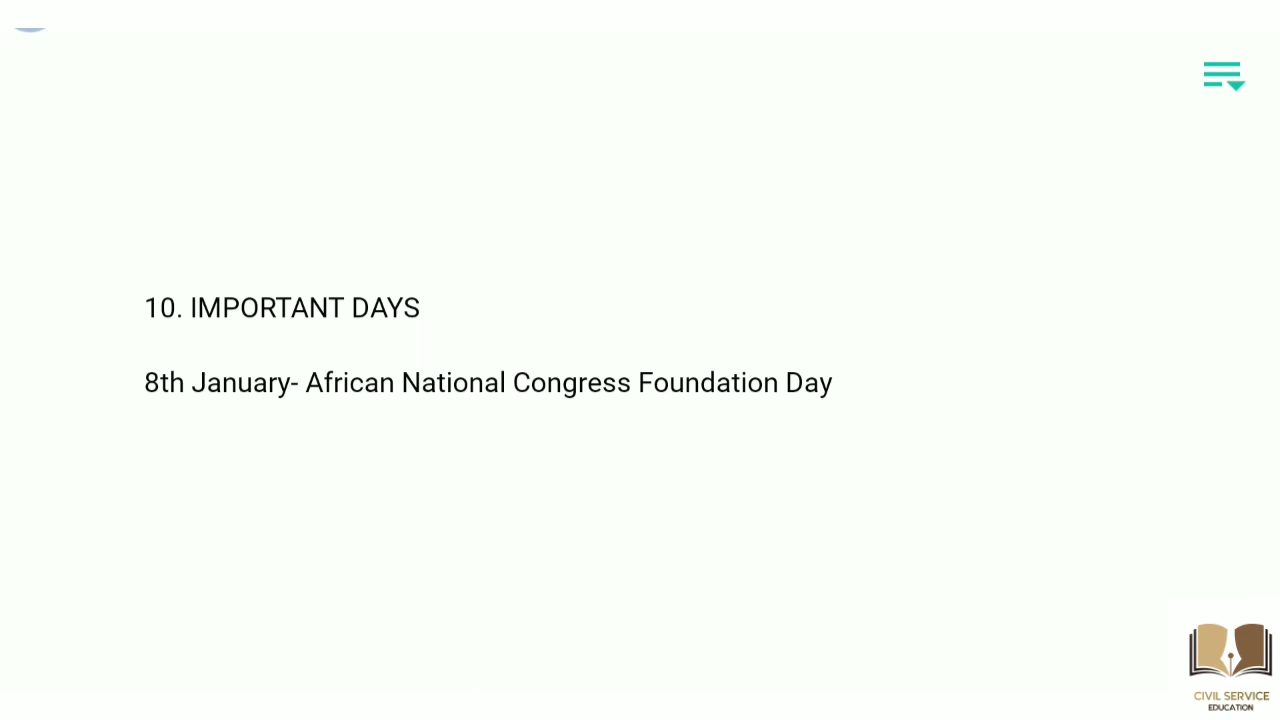 10. IMPORTANT DAYS
8th January- African National Congress Foundation Day
CIVIL SERVICE
EDUCATION